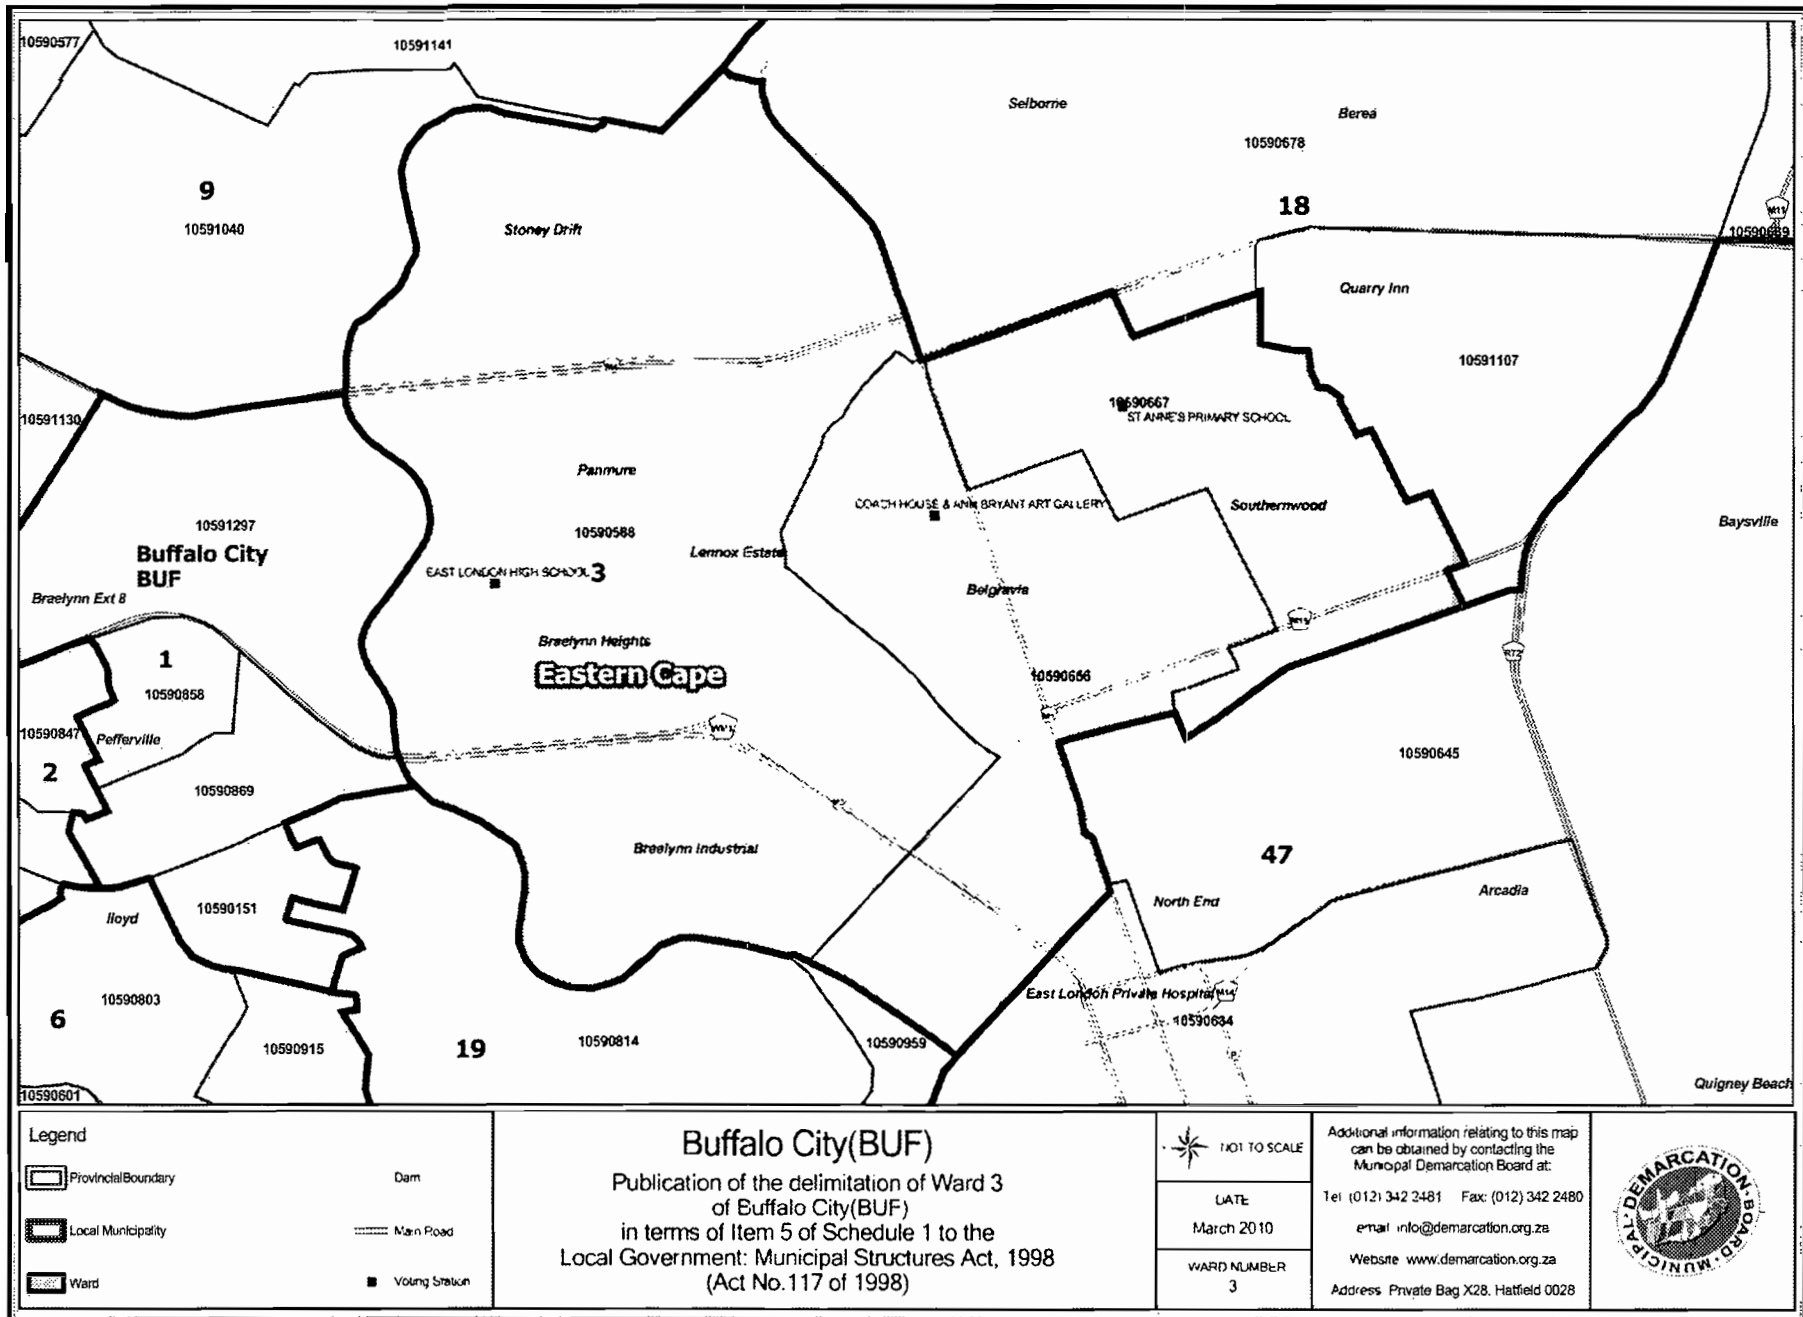 10590577
10591141
Selborne
Berea
10590678
9
18
M11
10591040
Stoney Drift
10590689
Quarry Inn
10591107
10591130
10590667
ST ANNE'S PRIMARY SCHOOL
Panmure
COACH HOUSE & ANN BRYANT ART GALLERY
Southernwood
Baysville
10591297
10590588
Buffalo City
BUF
Lennox Estate
EAST LONDON HIGH SCHOOL
3
Braelynn Ext 8
Belgravia
Braelynn Heights
1
R72
Eastern Cape
10590656
10590858
10590847
Pefferville
10590645
2
10590869
Breelynn Industrial
47
North End
Arcadia
10590151
lloyd
East London Private Hospital
M14
10590803
10590634
6
19
10590814
10590959
10590915
Quigney Beach
10590601
Legend
Provincial Boundary
Dam
Local Municipality
Main Road
Ward
Voting Station
Buffalo City(BUF)
Publication of the delimitation of Ward 3
of Buffalo City(BUF)
in terms of Item 5 of Schedule 1 to the
Local Government: Municipal Structures Act, 1998
(Act No.117 of 1998)
NOT TO SCALE
DATE
March 2010
WARD NUMBER
3
Additional information relating to this map
can be obtained by contacting the
Municipal Demarcation Board at:
Tel (012) 342 2481 Fax: (012) 342 2480
email info@demarcation.org.za
Website www.demarcation.org.za
Address Private Bag X28, Hatfield 0028
MUNICIPAL DEMARCATION BOARD